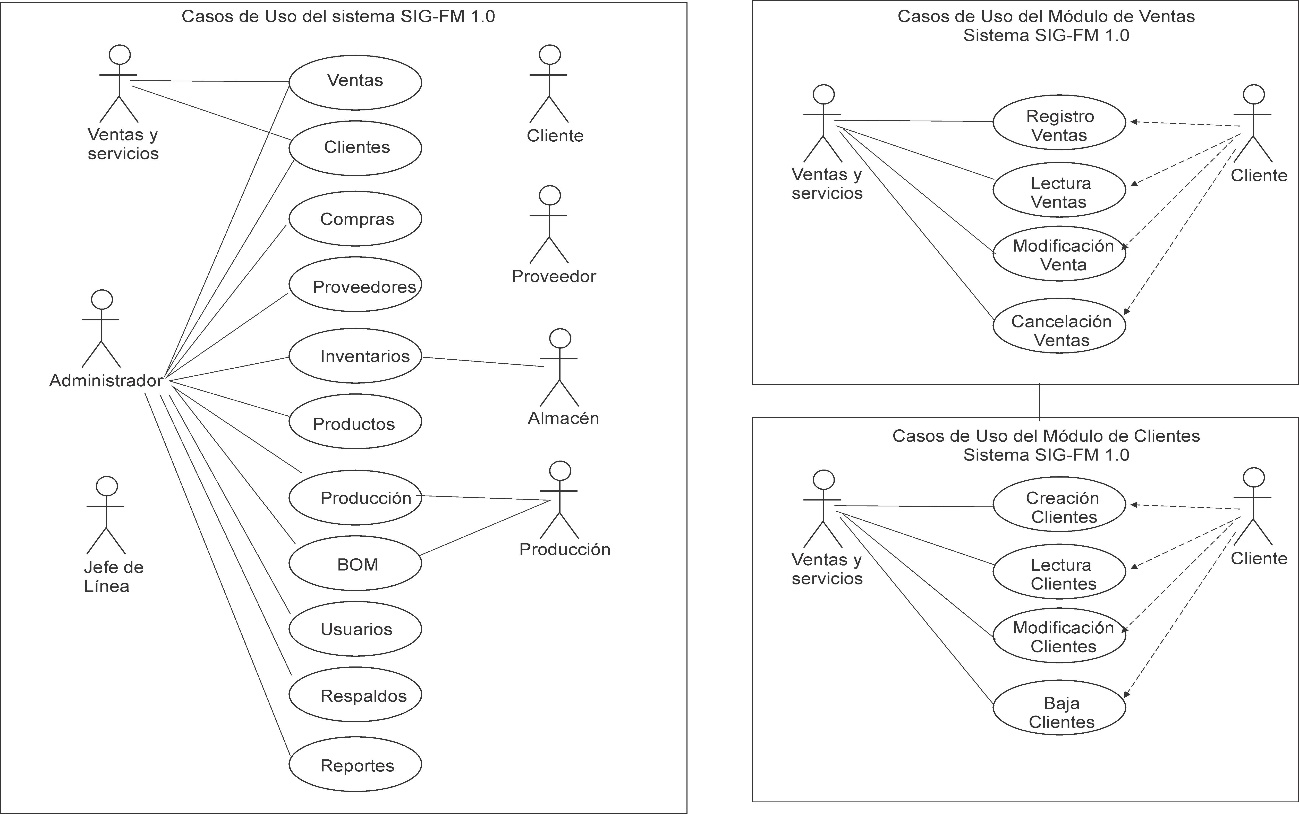 Casos de Uso del sistema SIG-FM 1.0
Ventas y
servicios
Administrador
Jefe de
Línea
Ventas
Clientes
Compras
Proveedores
Inventarios
Productos
Producción
BOM
Usuarios
Respaldos
Reportes
Cliente
Proveedor
Almacén
Producción
Casos de Uso del Módulo de Ventas
Sistema SIG-FM 1.0
Ventas y
servicios
Registro
Ventas
Lectura
Ventas
Modificación
Venta
Cancelación
Ventas
Cliente
Casos de Uso del Módulo de Clientes
Sistema SIG-FM 1.0
Ventas y
servicios
Creación
Clientes
Lectura
Clientes
Modificación
Clientes
Baja
Clientes
Cliente